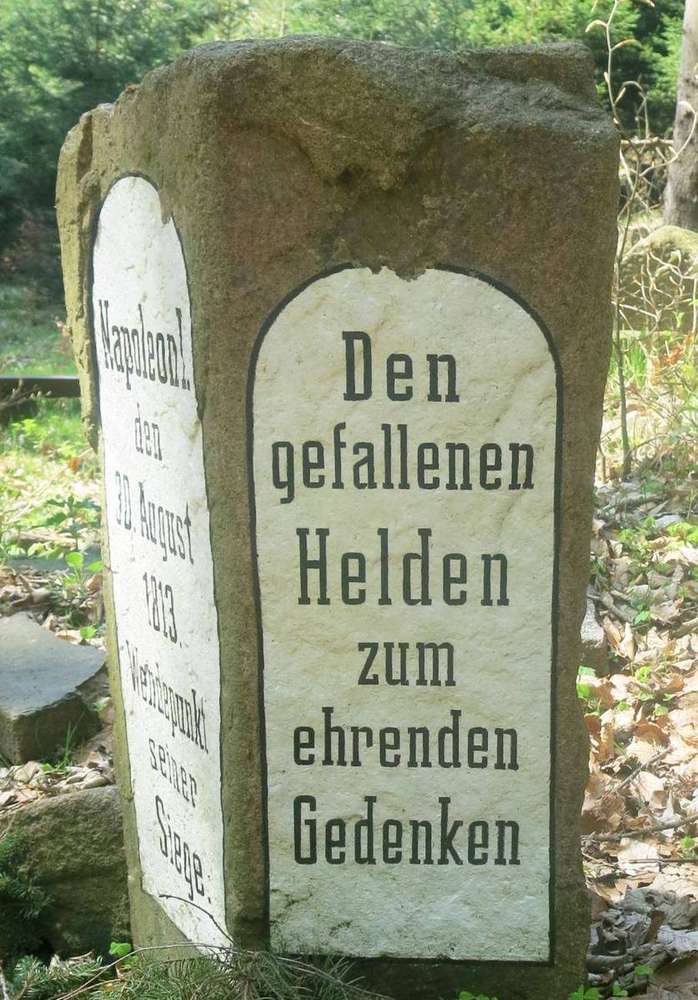 Napoleon I.
den
30. August
1813.
Wendepunkt
seiner
Siege.
Den
gefallenen
Helden
zum
ehrenden
Gedenken